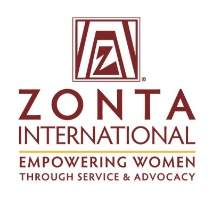 Z
®
ZONTA
INTERNATIONAL
EMPOWERING WOMEN
THROUGH SERVICE & ADVOCACY